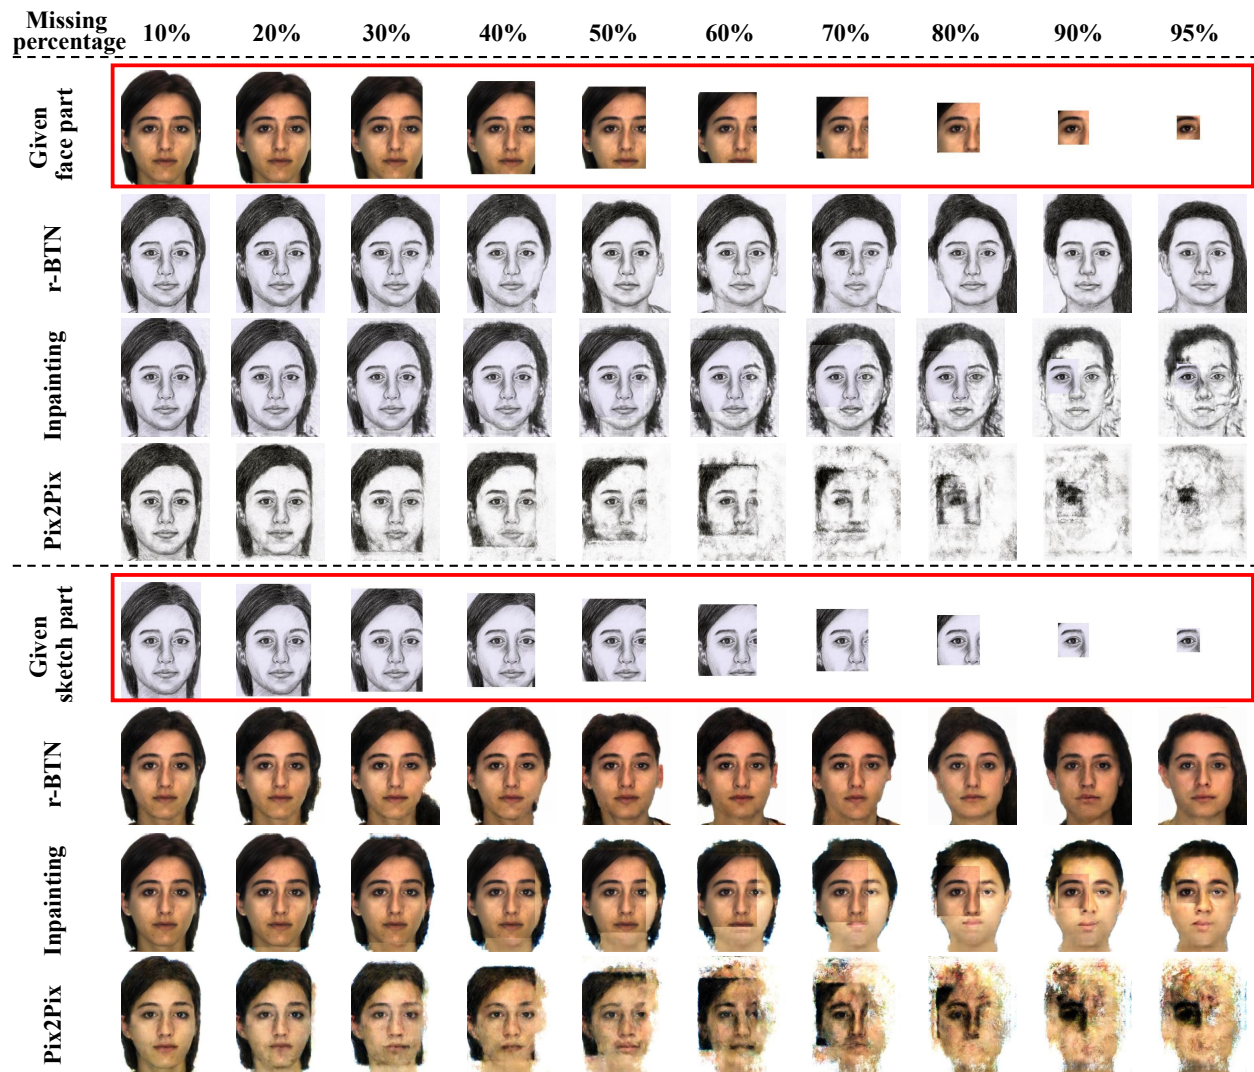 Missing
percentage 10% 20% 30% 40% 50% 60% 70% 80% 90% 95%
Given
face part
r-BTN
Inpainting
Pix2Pix
Given
sketch part
r-BTN
Inpainting
Pix2Pix